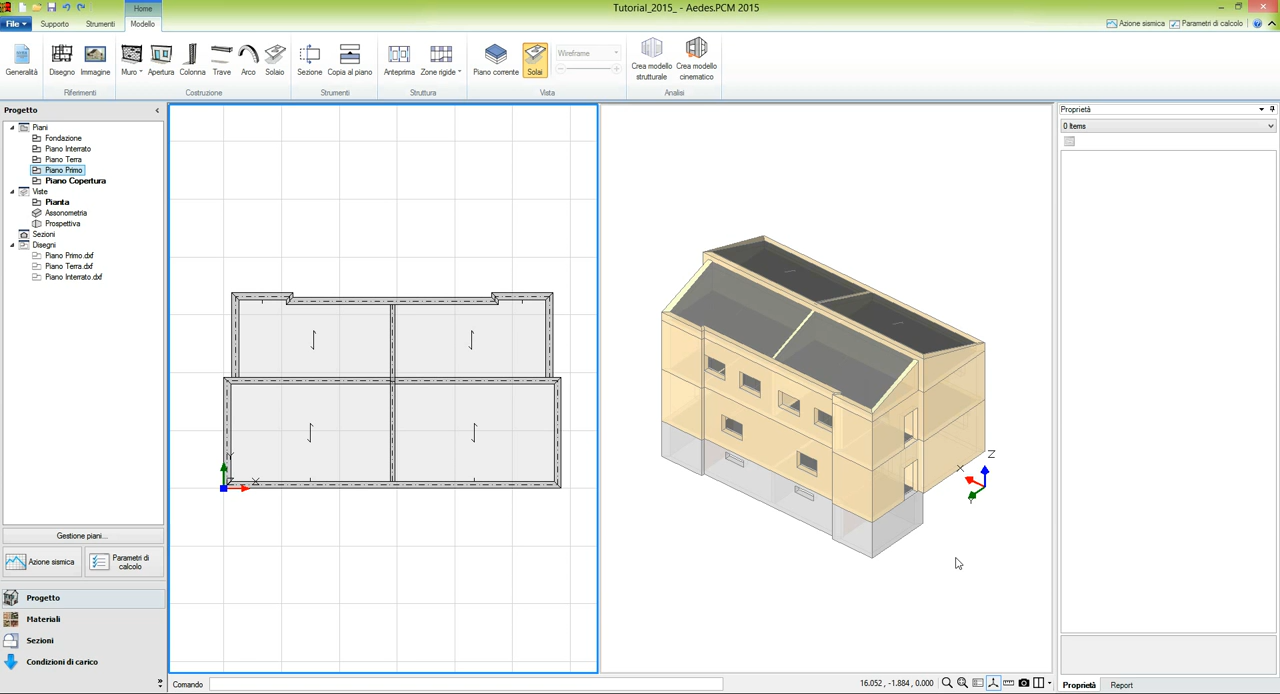 Tutorial_2015_ - Aedes.PCM 2015
Home
File
Supporto
Strumenti
Modello
Azione sismica
Parametri di calcolo
Generalità
Disegno
Immagine
Muro
Apertura
Colonna
Trave
Arco
Solaio
Sezione
Copia al piano
Anteprima
Zone rigide
Piano corrente
Solai
Wireframe
Crea modello strutturale
Crea modello cinematico
Riferimenti
Costruzione
Strumenti
Struttura
Vista
Analisi
Progetto
Piani
Fondazione
Piano Interrato
Piano Terra
Piano Primo
Piano Copertura
Viste
Pianta
Assonometria
Prospettiva
Sezioni
Disegni
Piano Primo.dxf
Piano Terra.dxf
Piano Interrato.dxf
Gestione piani...
Azione sismica
Parametri di calcolo
Progetto
Materiali
Sezioni
Condizioni di carico
X
Z
X
Y
Proprietà
0 Items
Comando
16.052, -1.884, 0.000
Proprietà
Report